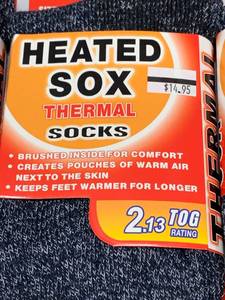 HEATED
SOX
$14.95
THERMAL
SOCKS
• BRUSHED INSIDE FOR COMFORT
• CREATES POUCHES OF WARM AIR
NEXT TO THE SKIN
• KEEPS FEET WARMER FOR LONGER
2.13 TOG
RATING
THERMAL